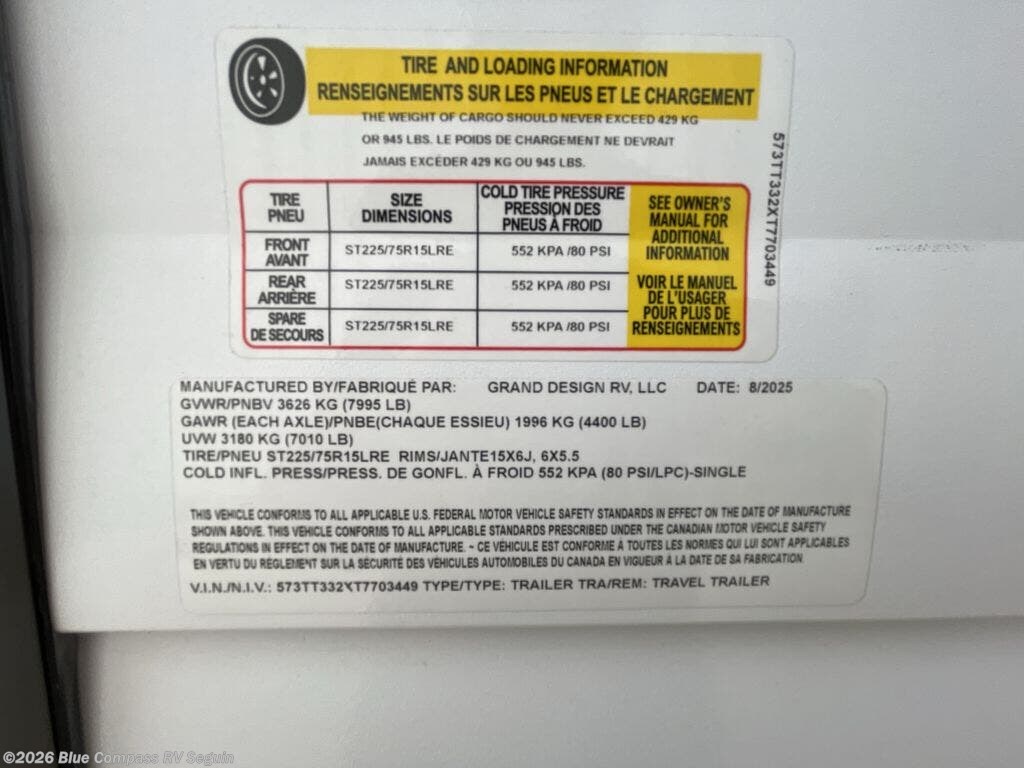 TIRE AND LOADING INFORMATION
RENSEIGNEMENTS SUR LES PNEUS ET LE CHARGEMENT
THE WEIGHT OF CARGO SHOULD NEVER EXCEED 429 KG
OR 945 LBS. LE POIDS DE CHARGEMENT NE DEVRAIT
JAMAIS EXCÉDER 429 KG OU 945 LBS.
TIRE
PNEU
SIZE
DIMENSIONS
COLD TIRE PRESSURE
PRESSION DES
PNEUS À FROID
FRONT
AVANT
ST225/75R15LRE
552 KPA /80 PSI
REAR
ARRIÈRE
ST225/75R15LRE
552 KPA /80 PSI
SPARE
DE SECOURS
ST225/75R15LRE
552 KPA /80 PSI
SEE OWNER'S
MANUAL FOR
ADDITIONAL
INFORMATION
VOIR LE MANUEL
DE L'USAGER
POUR PLUS DE
RENSEIGNEMENTS
573TT332XT7703449
MANUFACTURED BY/FABRIQUÉ PAR: GRAND DESIGN RV, LLC DATE: 8/2025
GVWR/PNBV 3626 KG (7995 LB)
GAWR (EACH AXLE)/PNBE(CHAQUE ESSIEU) 1996 KG (4400 LB)
UVW 3180 KG (7010 LB)
TIRE/PNEU ST225/75R15LRE RIMS/JANTE15X6J, 6X5.5
COLD INFL. PRESS/PRESS. DE GONFL. À FROID 552 KPA (80 PSI/LPC)-SINGLE
THIS VEHICLE CONFORMS TO ALL APPLICABLE U.S. FEDERAL MOTOR VEHICLE SAFETY STANDARDS IN EFFECT ON THE DATE OF MANUFACTURE
SHOWN ABOVE. THIS VEHICLE CONFORMS TO ALL APPLICABLE STANDARDS PRESCRIBED UNDER THE CANADIAN MOTOR VEHICLE SAFETY
REGULATIONS IN EFFECT ON THE DATE OF MANUFACTURE. - CE VÉHICULE EST CONFORME À TOUTES LES NORMES QUI LUI SONT APPLICABLES
EN VERTU DU RÈGLEMENT SUR LA SÉCURITÉ DES VÉHICULES AUTOMOBILES DU CANADA EN VIGUEUR A LA DATE DE SA FABRICATION
V.I.N./N.I.V.: 573TT332XT7703449 TYPE/TYPE: TRAILER TRA/REM: TRAVEL TRAILER
©2026 Blue Compass RV Seguin